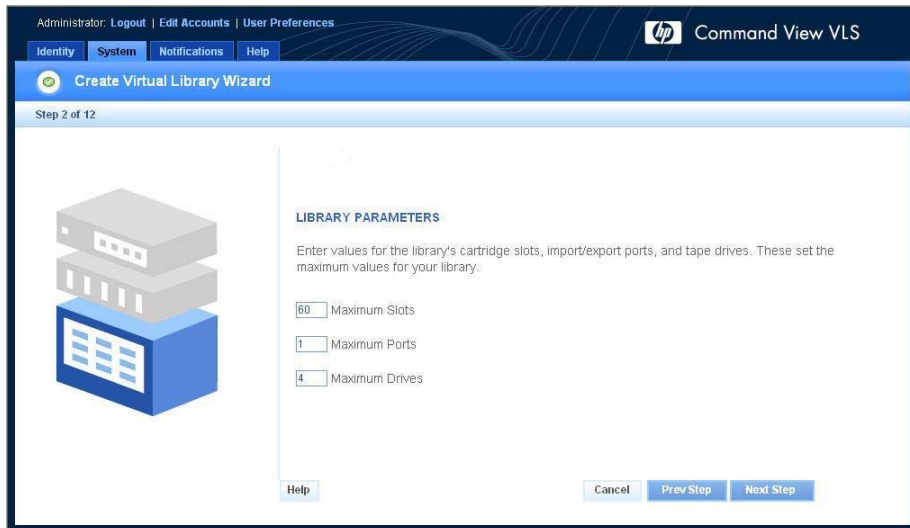 Administrator: Logout | Edit Accounts | User Preferences
hp Command View VLS
Identity System Notifications Help
Create Virtual Library Wizard
Step 2 of 12
LIBRARY PARAMETERS
Enter values for the library's cartridge slots, import/export ports, and tape drives. These set the
maximum values for your library.
60 Maximum Slots
1 Maximum Ports
4 Maximum Drives
Help Cancel Prev Step Next Step